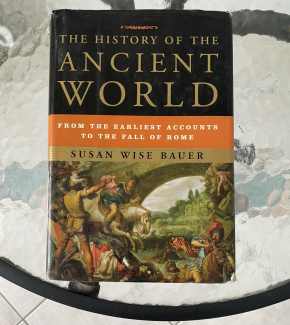 THE HISTORY OF THE
ANCIENT
WORLD
FROM THE EARLIEST ACCOUNTS
TO THE FALL OF ROME
SUSAN WISE BAUER